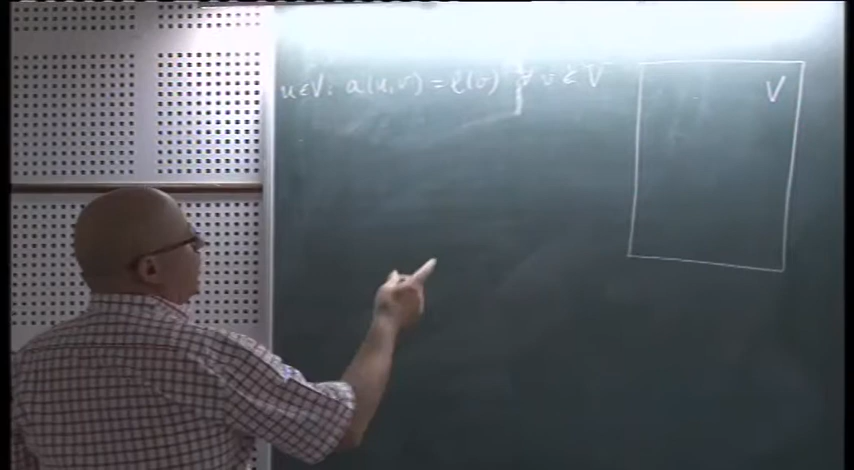 u ∈ V: a(u,v) = ℓ(v) ∀ v ∈ V
V